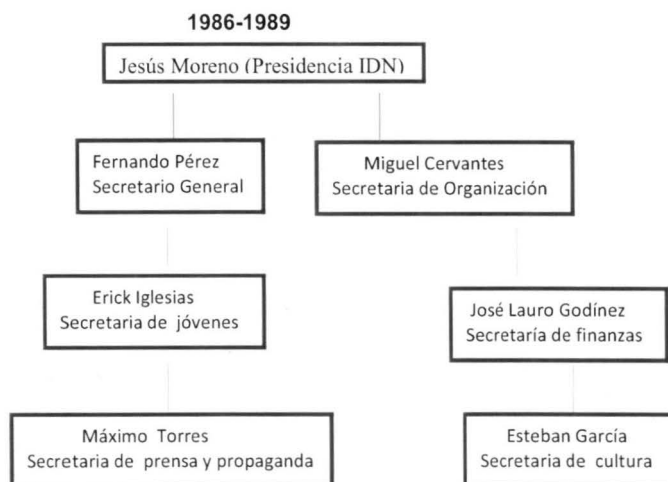 1986-1989
Jesús Moreno (Presidencia IDN)
Fernando Pérez
Secretario General
Miguel Cervantes
Secretaria de Organización
Erick Iglesias
Secretaria de jóvenes
José Lauro Godínez
Secretaría de finanzas
Máximo Torres
Secretaria de prensa y propaganda
Esteban García
Secretaria de cultura